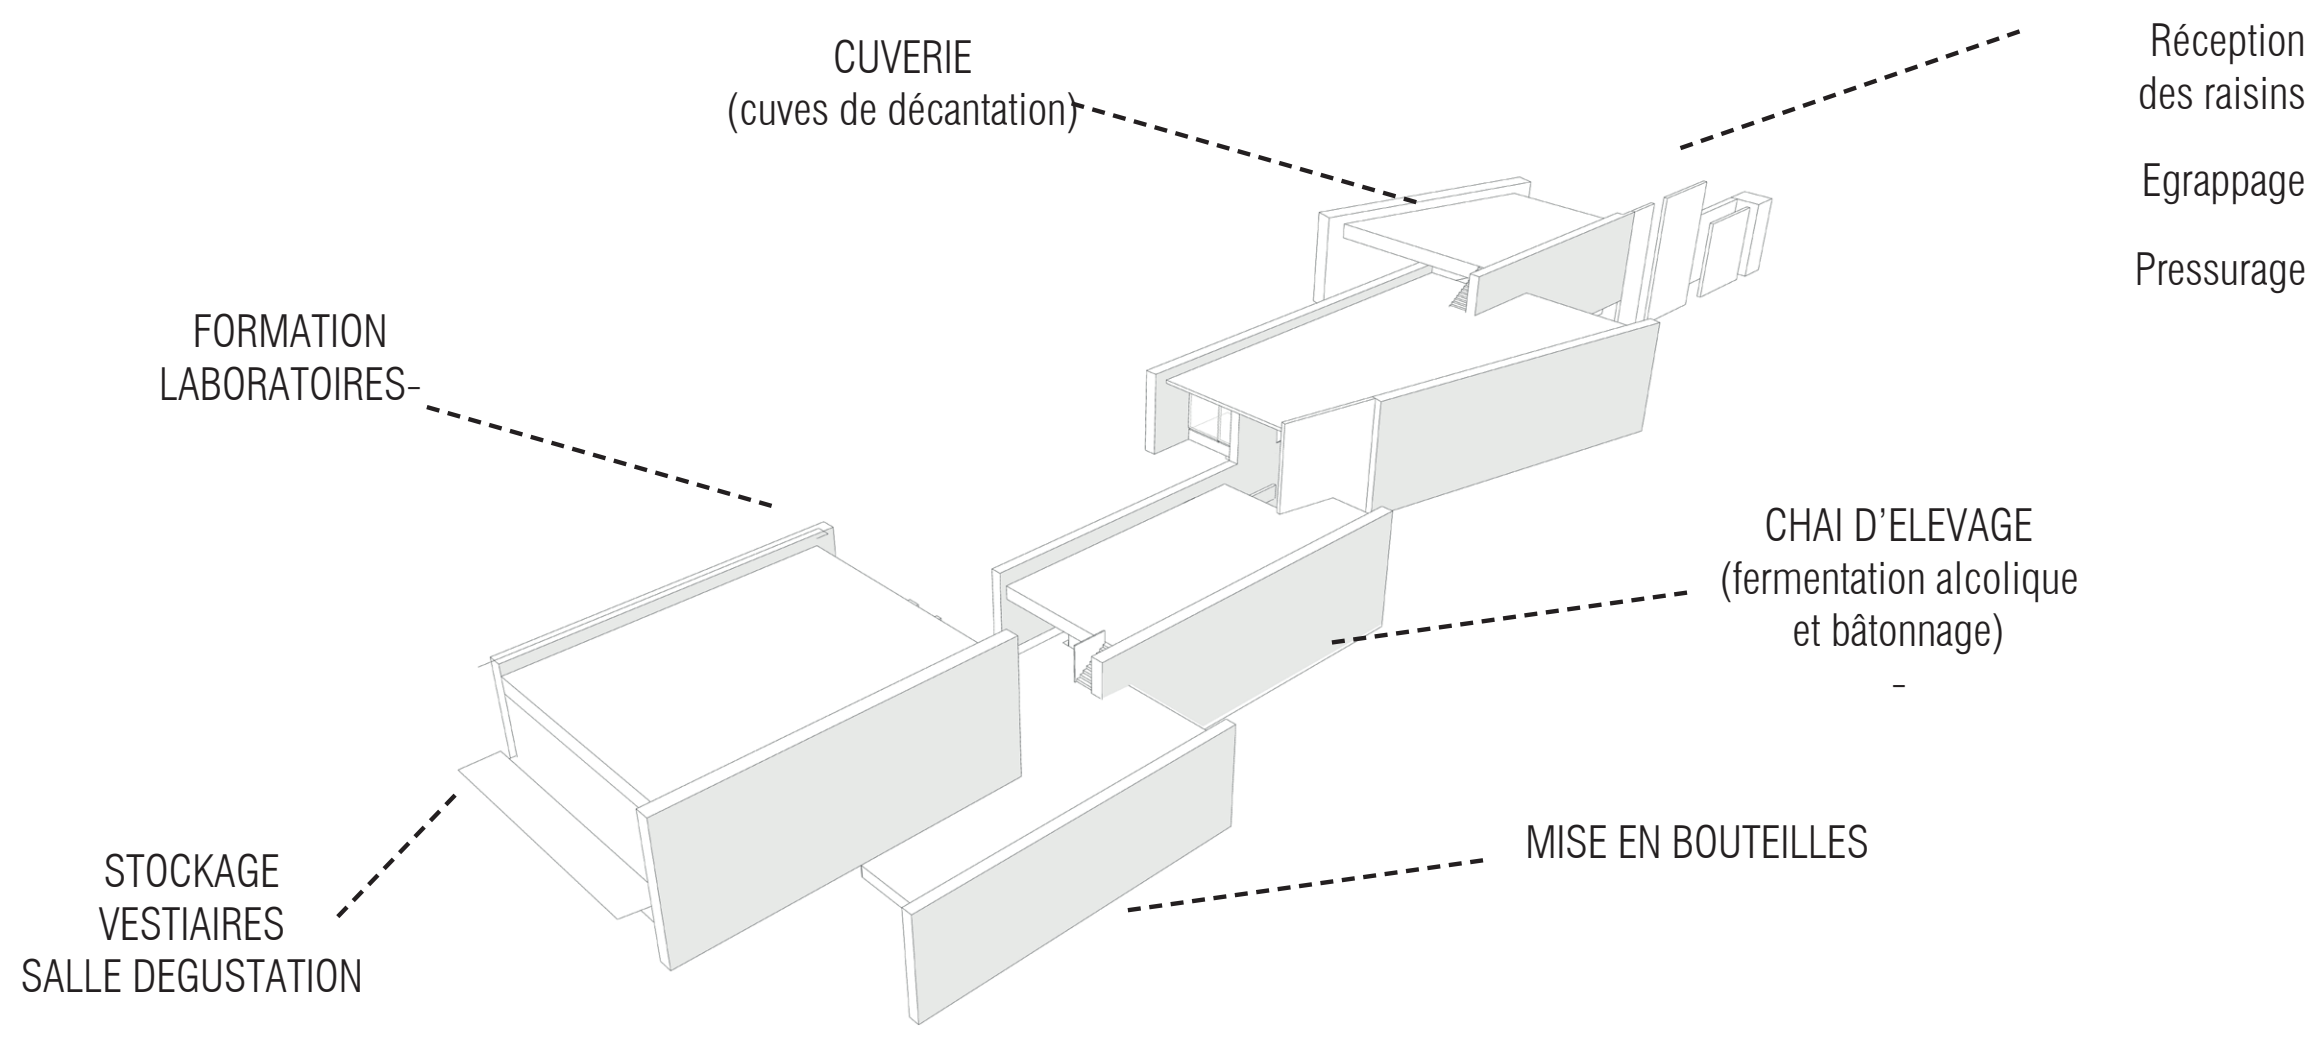 CUVERIE
(cuves de décantation)
Réception
des raisins
Egrappage
Pressurage
FORMATION
LABORATOIRES-
CHAI D'ELEVAGE
(fermentation alcolique
et bâtonnage)
-
MISE EN BOUTEILLES
STOCKAGE
VESTIAIRES
SALLE DEGUSTATION